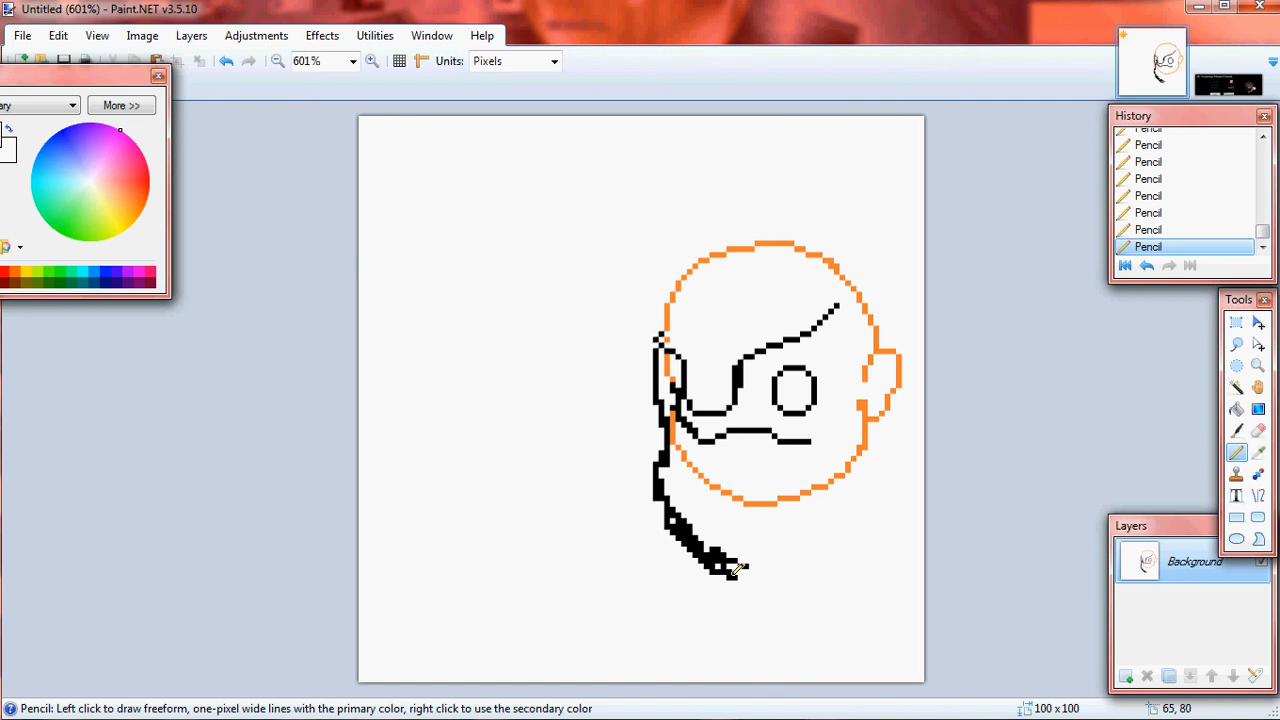 Untitled (601%) - Paint.NET v3.5.10
File Edit View Image Layers Adjustments Effects Utilities Window Help
601% Units: Pixels
More >>
History
Pencil
Pencil
Pencil
Pencil
Pencil
Pencil
Pencil
Pencil
Tools
Layers
Background
Pencil: Left click to draw freeform, one-pixel wide lines with the primary color, right click to use the secondary color 100 x 100 65, 80